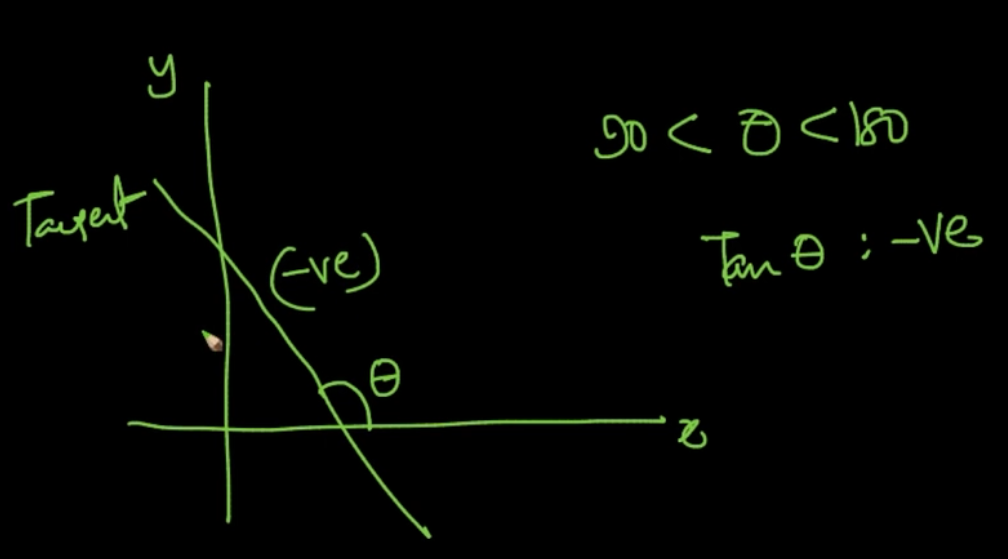 y
90 < θ < 180
Tangent
Tan θ : -ve
(-ve)
θ
x